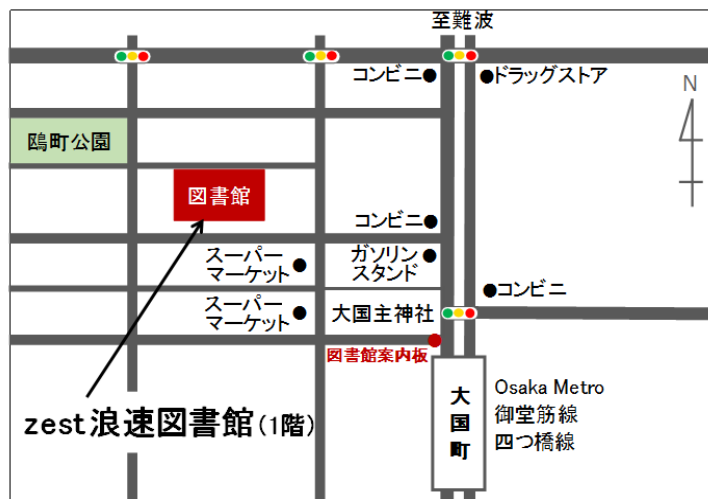 至難波
コンビニ
ドラッグストア
N
鴎町公園
図書館
コンビニ
スーパー
マーケット
ガソリン
スタンド
コンビニ
スーパー
マーケット
大国主神社
図書館案内板
zest浪速図書館(1階)
大国町
Osaka Metro
御堂筋線
四つ橋線